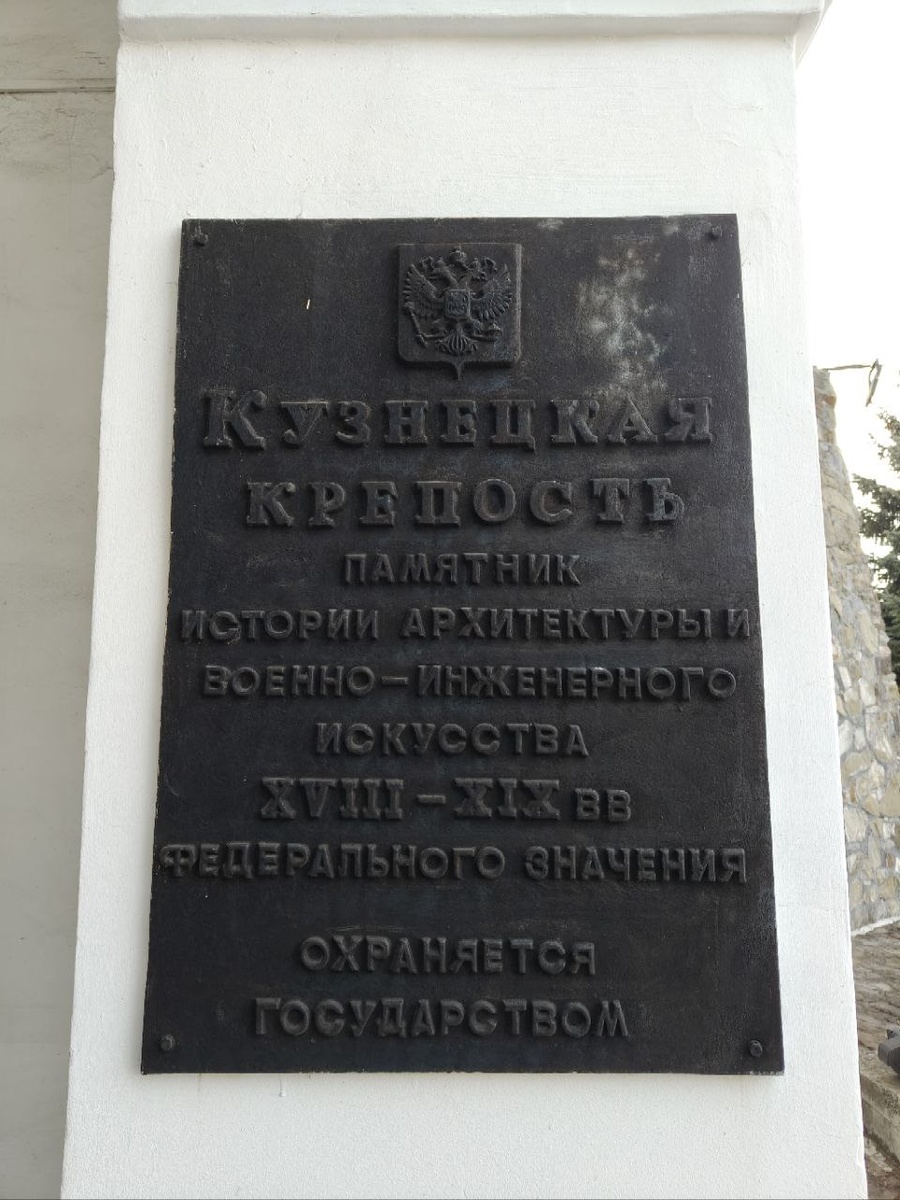 Кузнецкая
крепость
ПАМЯТНИК
ИСТОРИИ АРХИТЕКТУРЫ И
ВОЕННО-ИНЖЕНЕРНОГО
ИСКУССТВА
XVIII-XIX ВВ
ФЕДЕРАЛЬНОГО ЗНАЧЕНИЯ
ОХРАНЯЕТСЯ
ГОСУДАРСТВОМ